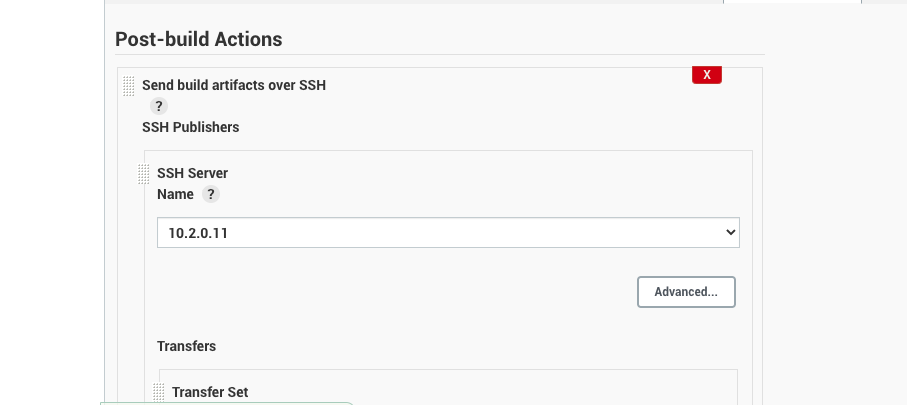 Post-build Actions
X
Send build artifacts over SSH
?
SSH Publishers
SSH Server
Name ?
10.2.0.11
Advanced...
Transfers
Transfer Set